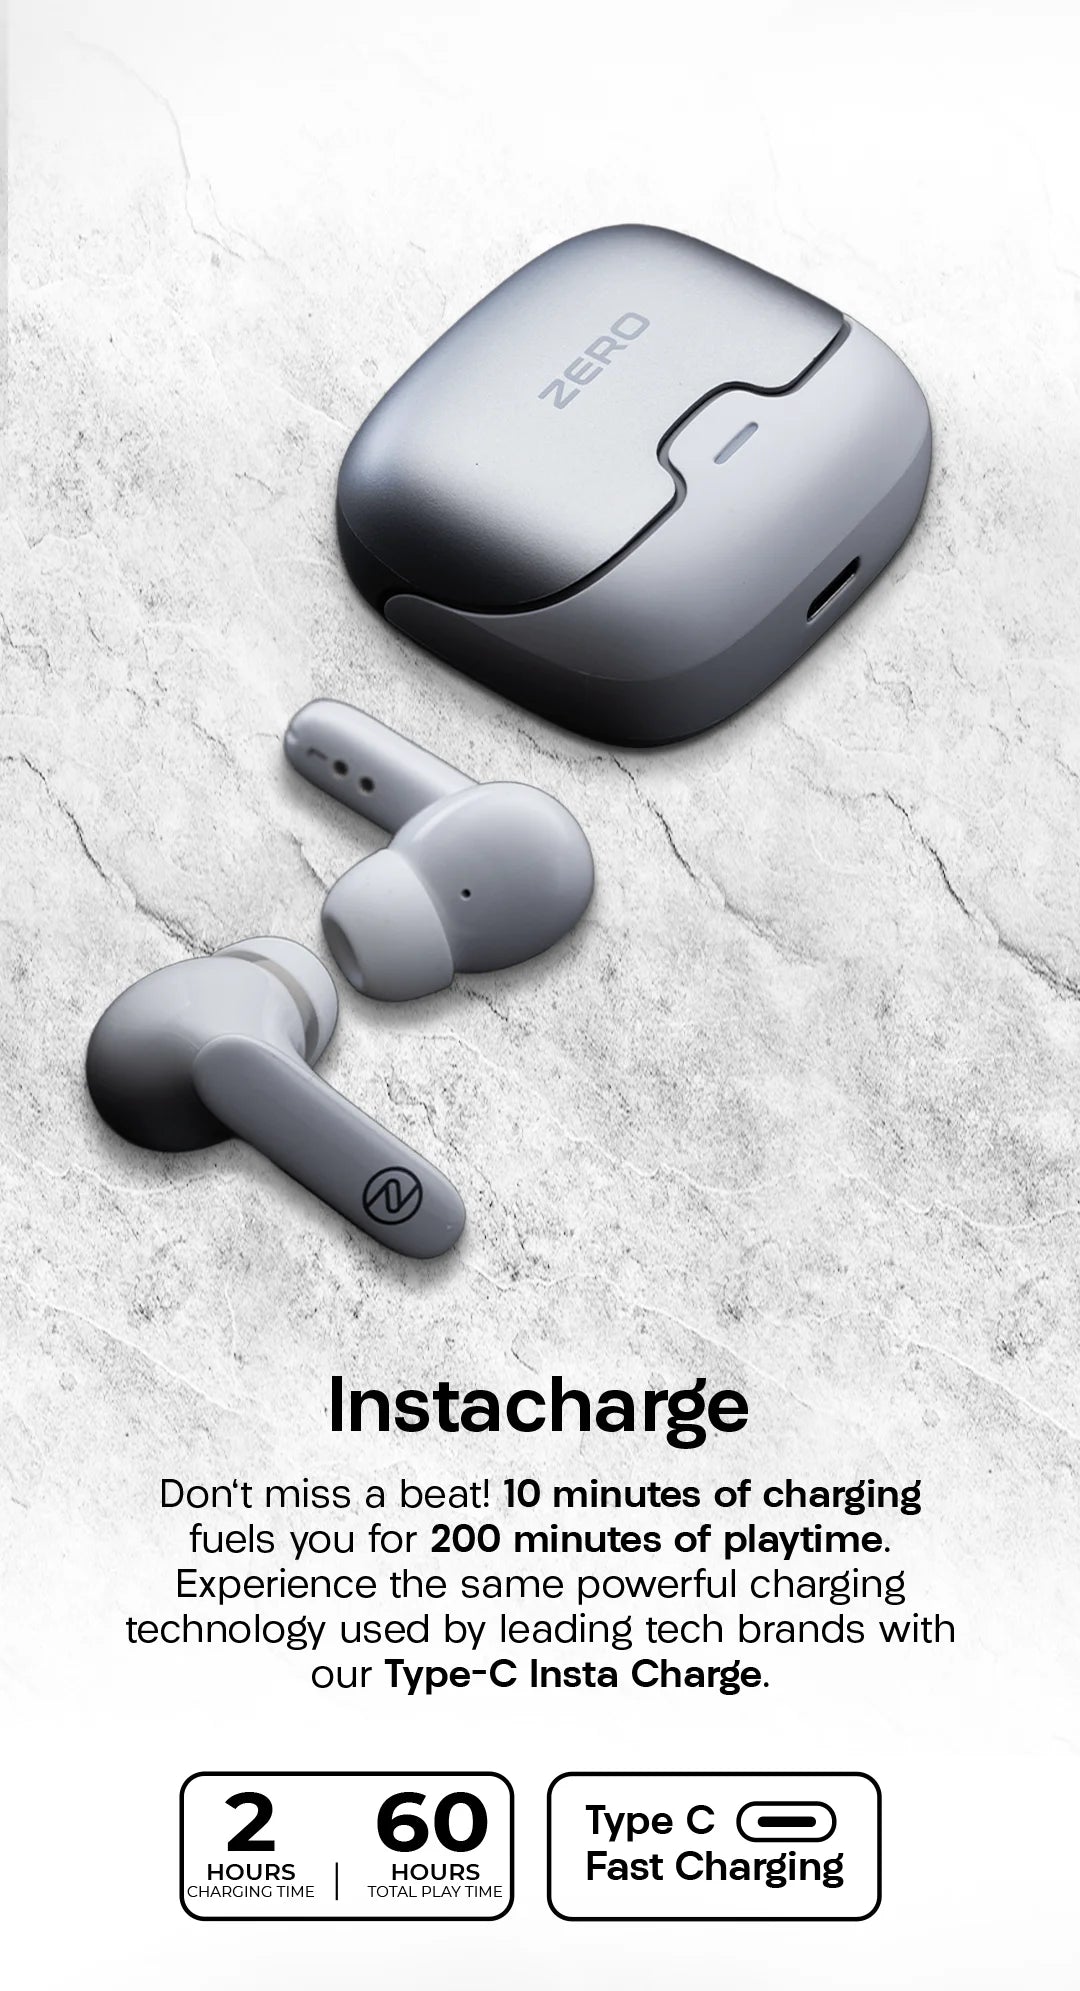 ZERO
Instacharge
Don‘t miss a beat! 10 minutes of charging
fuels you for 200 minutes of playtime.
Experience the same powerful charging
technology used by leading tech brands with
our Type-C Insta Charge.
2
HOURS
CHARGING TIME
60
HOURS
TOTAL PLAY TIME
Type C
Fast Charging